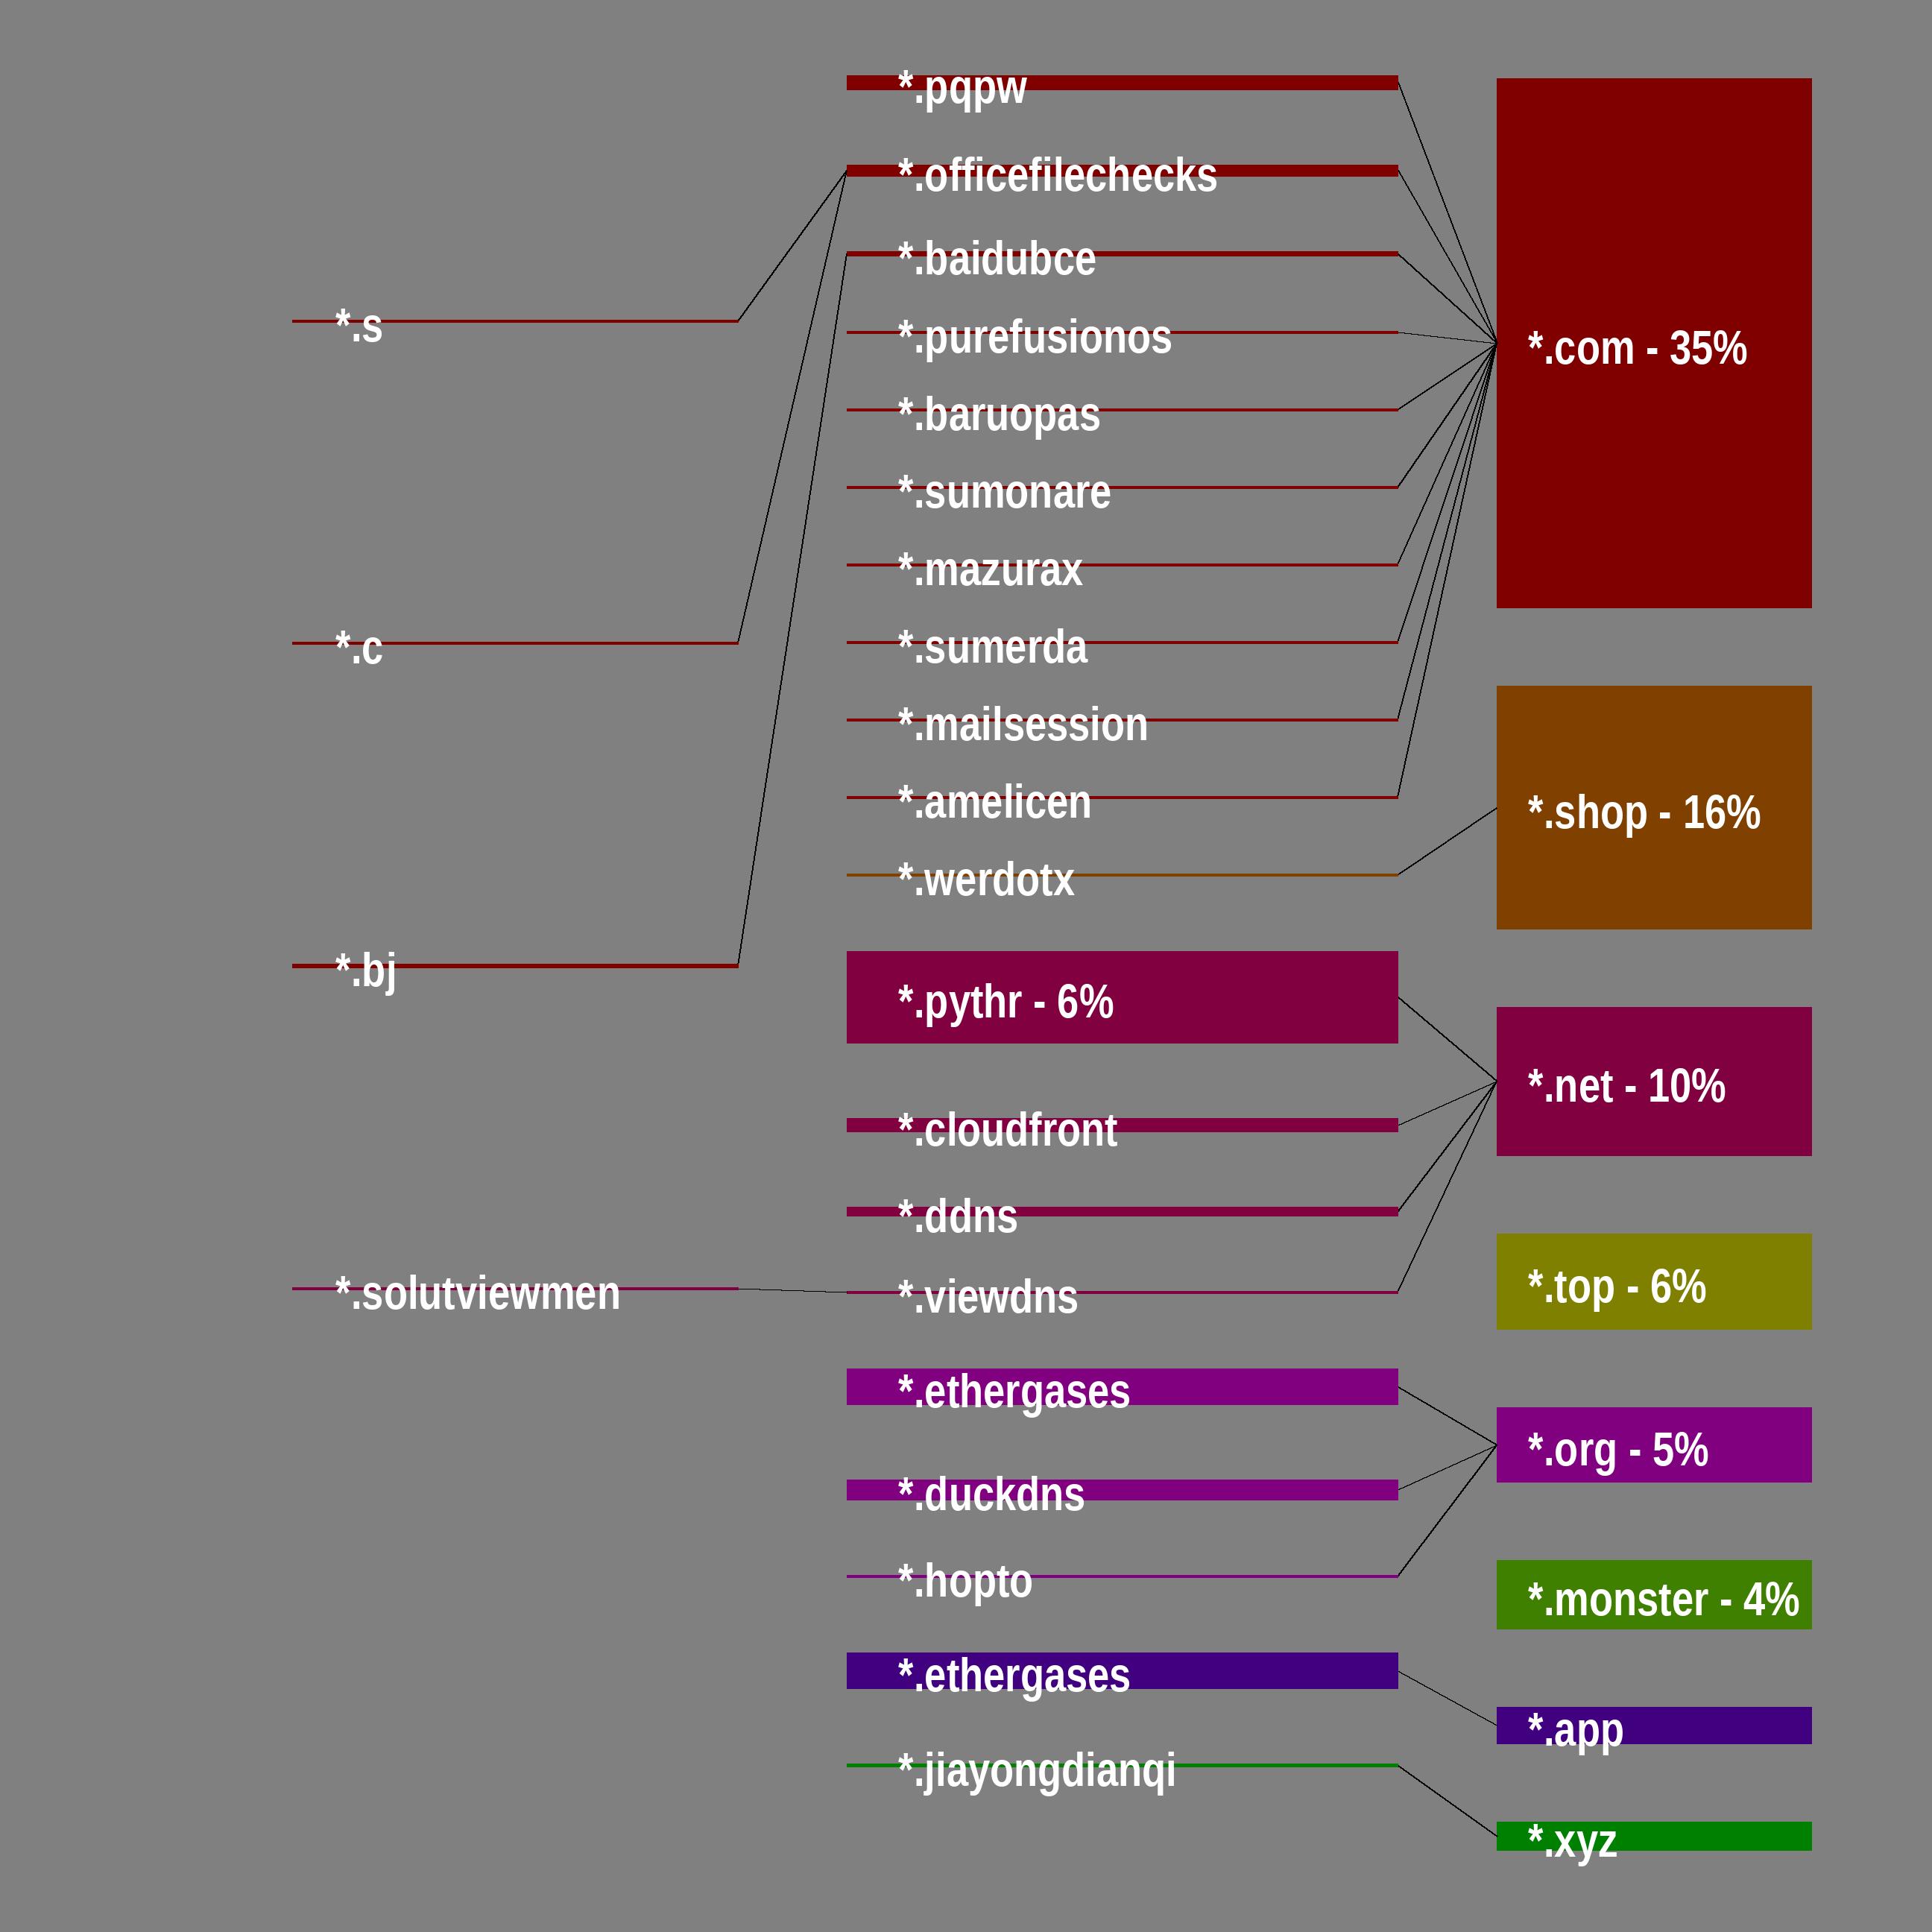 *.s
*.c
*.bj
*.solutviewmen
*.pqpw
*.officefilechecks
*.baidubce
*.purefusionos
*.baruopas
*.sumonare
*.mazurax
*.sumerda
*.mailsession
*.amelicen
*.werdotx
*.pythr - 6%
*.cloudfront
*.ddns
*.viewdns
*.ethergases
*.duckdns
*.hopto
*.ethergases
*.jiayongdianqi
*.com - 35%
*.shop - 16%
*.net - 10%
*.top - 6%
*.org - 5%
*.monster - 4%
*.app
*.xyz